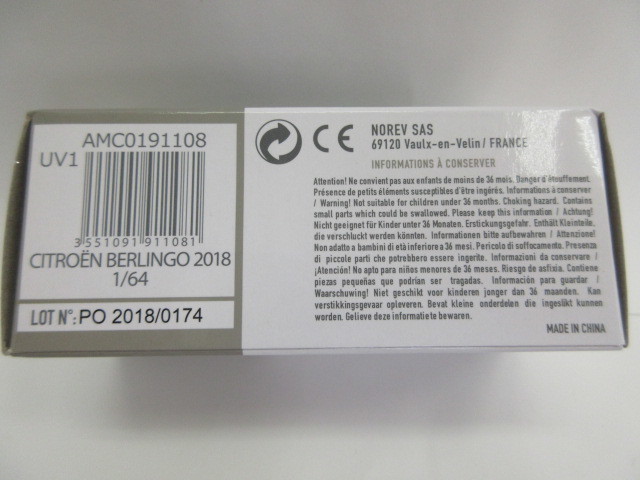 AMC0191108
UV1
3551091911081
CITROËN BERLINGO 2018
1/64
LOT N°: PO 2018/0174
CE
NOREV SAS
69120 Vaulx-en-Velin / FRANCE
INFORMATIONS À CONSERVER
Attention! Ne convient pas aux enfants de moins de 36 mois. Danger d'étouffement.
Présence de petits éléments susceptibles d'être ingérés. Informations à conserver
/ Warning! Not suitable for children under 36 months. Choking hazard. Contains
small parts which could be swallowed. Please keep this information / Achtung!
Nicht geeignet für Kinder unter 36 Monaten. Erstickungsgefahr. Enthält Kleinteile,
die verschluckt werden könnten. Informationen bitte aufbewahren / Attenzione!
Non adatto a bambini di età inferiore a 36 mesi. Pericolo di soffocamento. Presenza
di piccole parti che potrebbero essere ingerite. Informazioni da conservare /
¡Atención! No apto para niños menores de 36 meses. Riesgo de asfixia. Contiene
piezas pequeñas que podrían ser tragadas. Información para guardar /
Waarschuwing! Niet geschikt voor kinderen jonger dan 36 maanden. Kan
verstikkingsgevaar opleveren. Bevat kleine onderdelen die ingeslikt kunnen
worden. Gelieve deze informatie te bewaren.
MADE IN CHINA